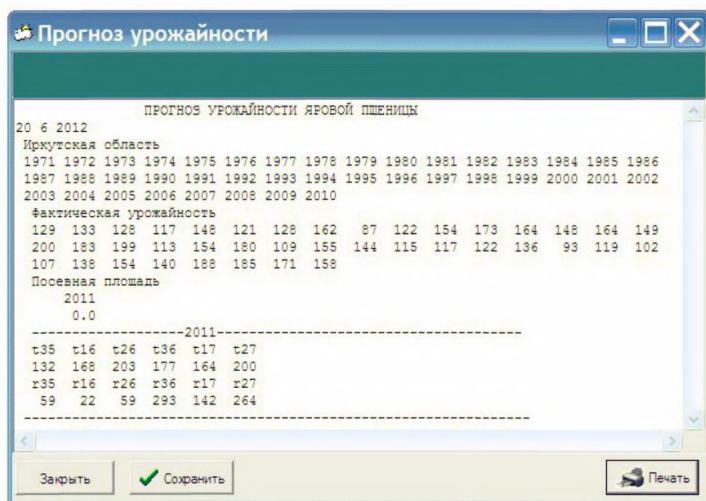 Прогноз урожайности
ПРОГНОЗ УРОЖАЙНОСТИ ЯРОВОЙ ПШЕНИЦЫ
20 6 2012
Иркутская область
1971 1972 1973 1974 1975 1976 1977 1978 1979 1980 1981 1982 1983 1984 1985 1986
1987 1988 1989 1990 1991 1992 1993 1994 1995 1996 1997 1998 1999 2000 2001 2002
2003 2004 2005 2006 2007 2008 2009 2010
Фактическая урожайность
129 133 128 117 148 121 128 162 87 122 154 173 164 148 164 149
200 183 199 113 154 180 109 155 144 115 117 122 136 93 119 102
107 138 154 140 188 185 171 158
Посевная площадь
2011
0.0
--------------------2011----------------------------------------
t35 t16 t26 t36 t17 t27
132 168 203 177 164 200
r35 r16 r26 r36 r17 r27
59 22 59 293 142 264
------------------------------------------------------------------
Закрыть Сохранить Печать